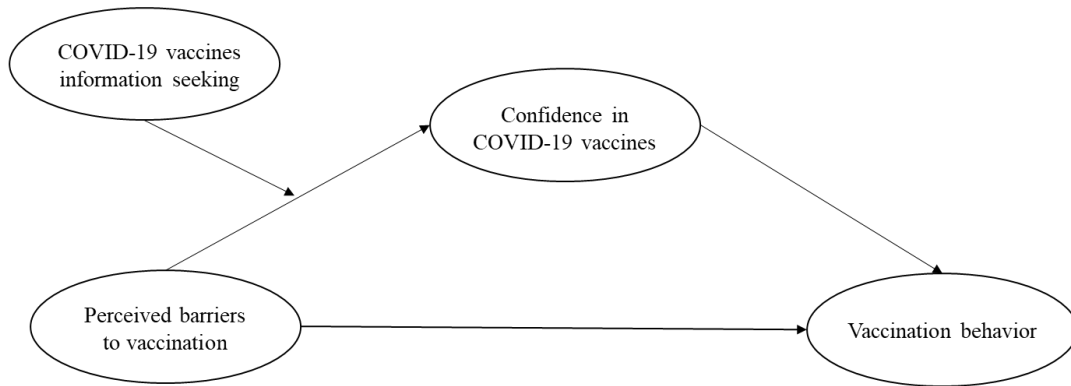 COVID-19 vaccines
information seeking
Confidence in
COVID-19 vaccines
Perceived barriers
to vaccination
Vaccination behavior